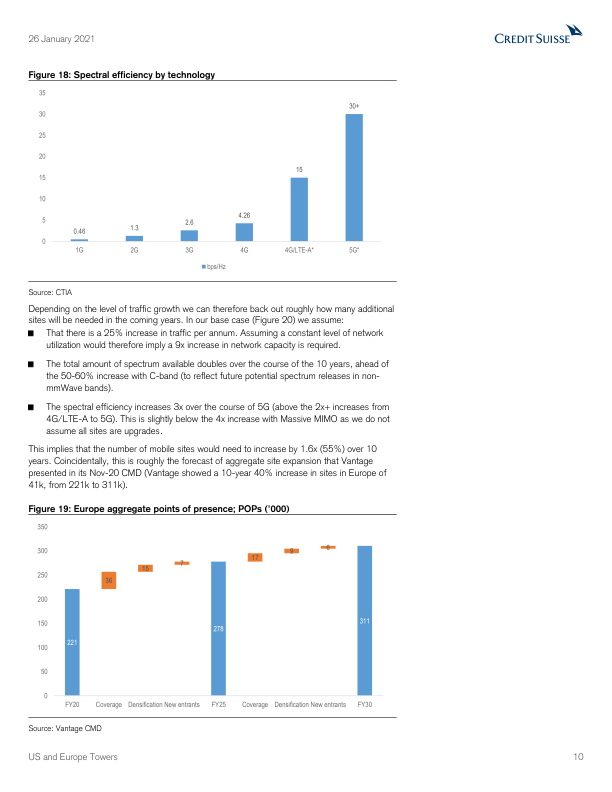 26 January 2021
CREDIT SUISSE
Figure 18: Spectral efficiency by technology
35
30
25
20
15
10
5
0
0.46
1.3
2.6
4.26
15
30+
1G
2G
3G
4G
4G/LTE-A*
5G*
bps/Hz
Source: CTIA
Depending on the level of traffic growth we can therefore back out roughly how many additional
sites will be needed in the coming years. In our base case (Figure 20) we assume:
■ That there is a 25% increase in traffic per annum. Assuming a constant level of network
utilization would therefore imply a 9x increase in network capacity is required.
■ The total amount of spectrum available doubles over the course of the 10 years, ahead of
the 50-60% increase with C-band (to reflect future potential spectrum releases in non-
mmWave bands).
■ The spectral efficiency increases 3x over the course of 5G (above the 2x+ increases from
4G/LTE-A to 5G). This is slightly below the 4x increase with Massive MIMO as we do not
assume all sites are upgrades.
This implies that the number of mobile sites would need to increase by 1.6x (55%) over 10
years. Coincidentally, this is roughly the forecast of aggregate site expansion that Vantage
presented in its Nov-20 CMD (Vantage showed a 10-year 40% increase in sites in Europe of
41k, from 221k to 311k).
Figure 19: Europe aggregate points of presence; POPs ('000)
350
300
250
200
150
100
50
0
221
36
15
7
278
17
9
6
311
FY20
Coverage
Densification
New entrants
FY25
Coverage
Densification
New entrants
FY30
Source: Vantage CMD
US and Europe Towers
10